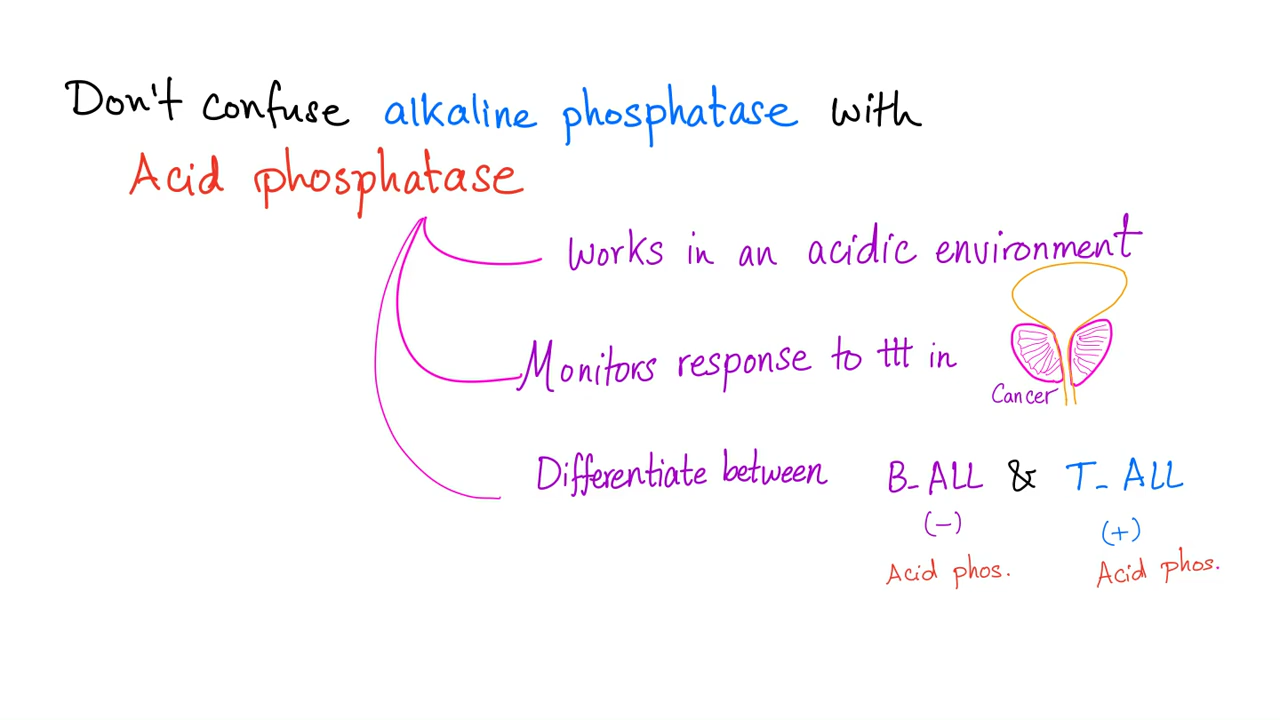 Don't confuse alkaline phosphatase with
Acid phosphatase
works in an acidic environment
Monitors response to ttt in
Cancer
Differentiate between B-ALL & T-ALL
(-) (+)
Acid phos. Acid phos.